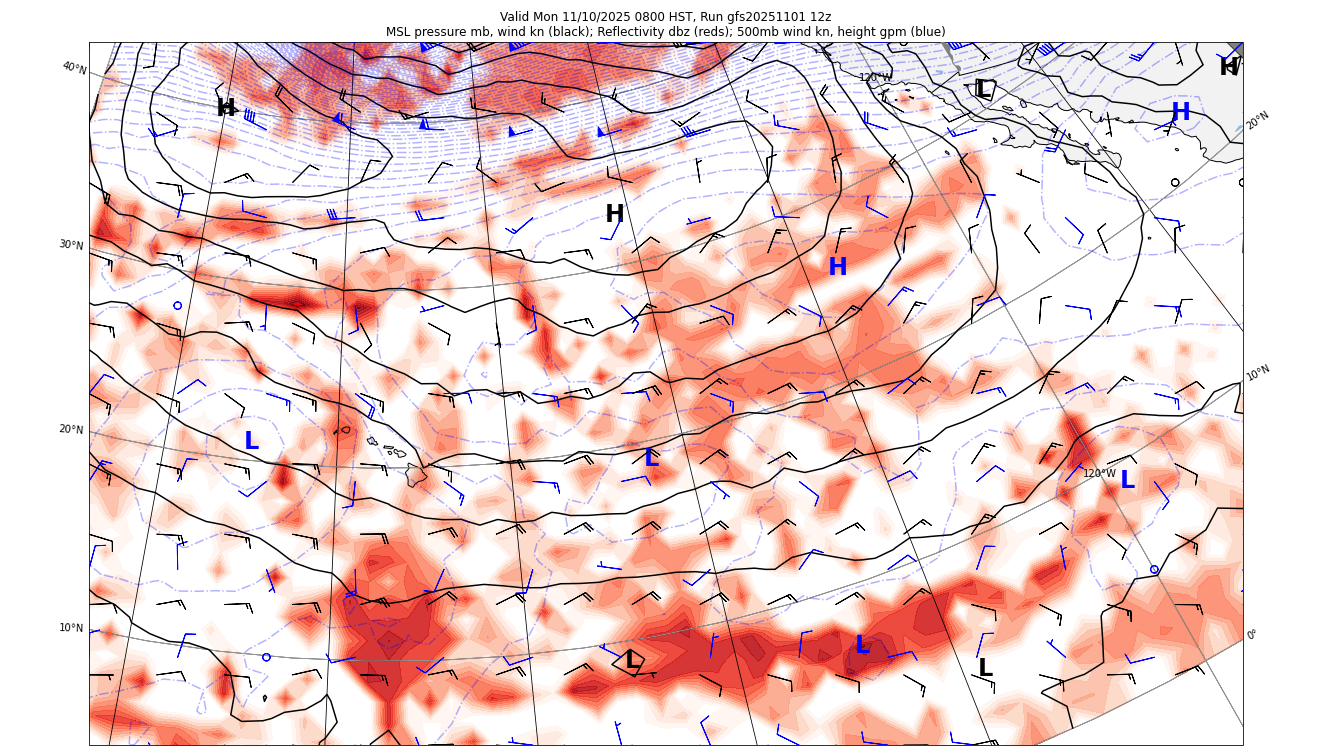 Valid Mon 11/10/2025 0800 HST, Run gfs20251101 12z
MSL pressure mb, wind kn (black); Reflectivity dbz (reds); 500mb wind kn, height gpm (blue)
40°N
120°W
L
H
H
H
20°N
H
30°N
H
10°N
20°N
L
L
120°W
L
10°N
0°
L
L
L